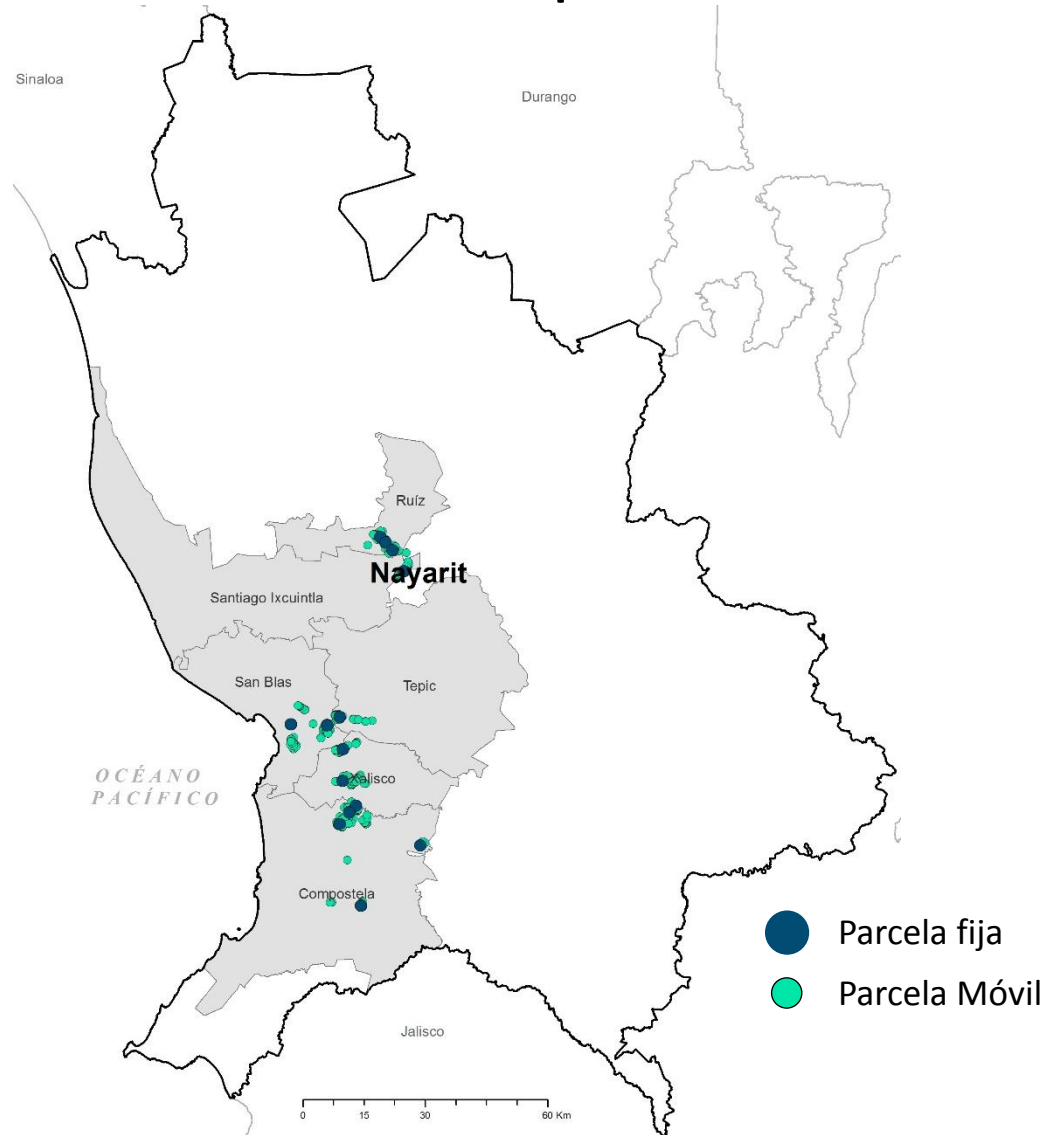 Sinaloa
Durango
Ruíz
Nayarit
Santiago Ixcuintla
San Blas
Tepic
OCÉANO
PACÍFICO
Xalisco
Compostela
Parcela fija
Parcela Móvil
Jalisco
0 15 30 60 Km